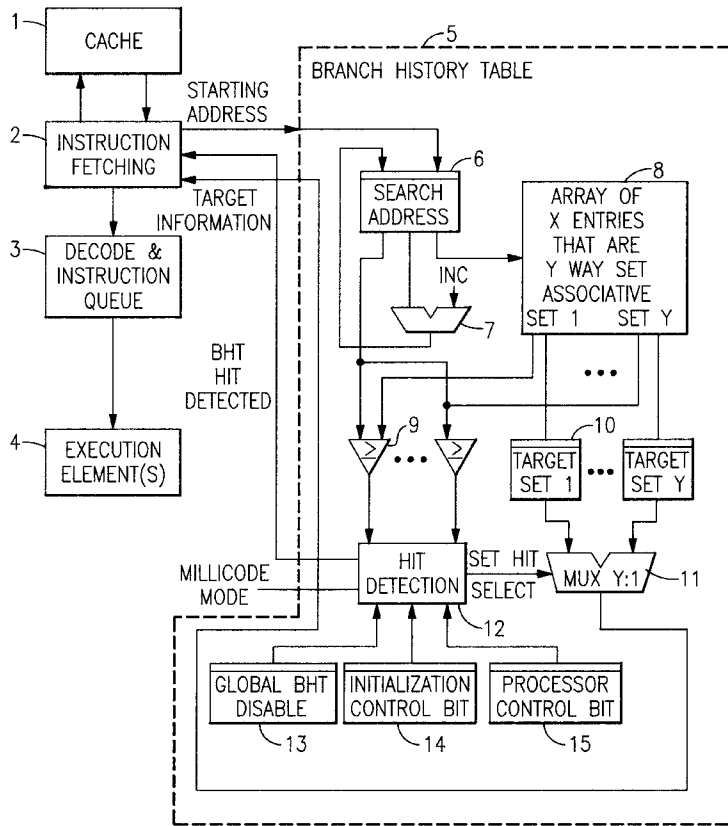 1
CACHE
5
BRANCH HISTORY TABLE
STARTING
ADDRESS
2
INSTRUCTION
FETCHING
6
SEARCH
ADDRESS
8
ARRAY OF
X ENTRIES
THAT ARE
Y WAY SET
ASSOCIATIVE
SET 1 SET Y
TARGET
INFORMATION
3
DECODE &
INSTRUCTION
QUEUE
INC
7
BHT
HIT
DETECTED
4
EXECUTION
ELEMENT(S)
≥
9
•••
≥
•••
10
TARGET
SET 1
•••
TARGET
SET Y
HIT
DETECTION
SET HIT
SELECT
MUX Y:1
11
MILLICODE
MODE
12
GLOBAL BHT
DISABLE
13
INITIALIZATION
CONTROL BIT
14
PROCESSOR
CONTROL BIT
15